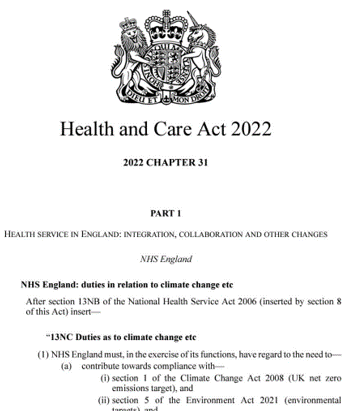 DIEU ET MON DROIT
Health and Care Act 2022
2022 CHAPTER 31
PART 1
HEALTH SERVICE IN ENGLAND: INTEGRATION, COLLABORATION AND OTHER CHANGES
NHS England
NHS England: duties in relation to climate change etc
After section 13NB of the National Health Service Act 2006 (inserted by section 8
of this Act) insert—
“13NC Duties as to climate change etc
(1) NHS England must, in the exercise of its functions, have regard to the need to—
(a) contribute towards compliance with—
(i) section 1 of the Climate Change Act 2008 (UK net zero
emissions target), and
(ii) section 5 of the Environment Act 2021 (environmental
targets), and